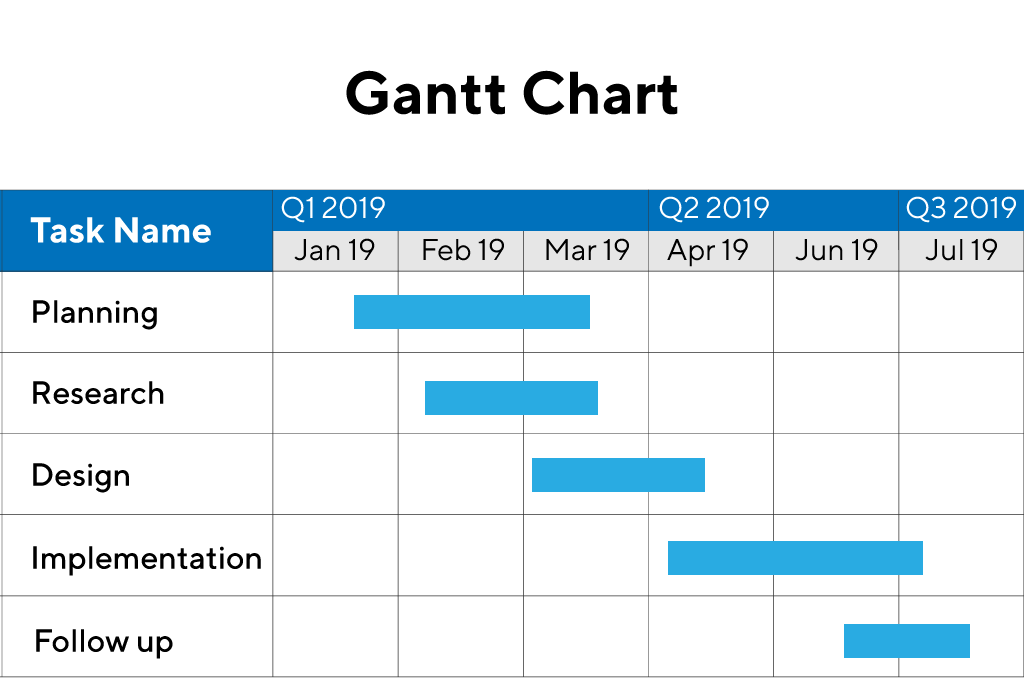 Gantt Chart
Task Name
Q1 2019
Q2 2019
Q3 2019
Jan 19
Feb 19
Mar 19
Apr 19
Jun 19
Jul 19
Planning
Research
Design
Implementation
Follow up